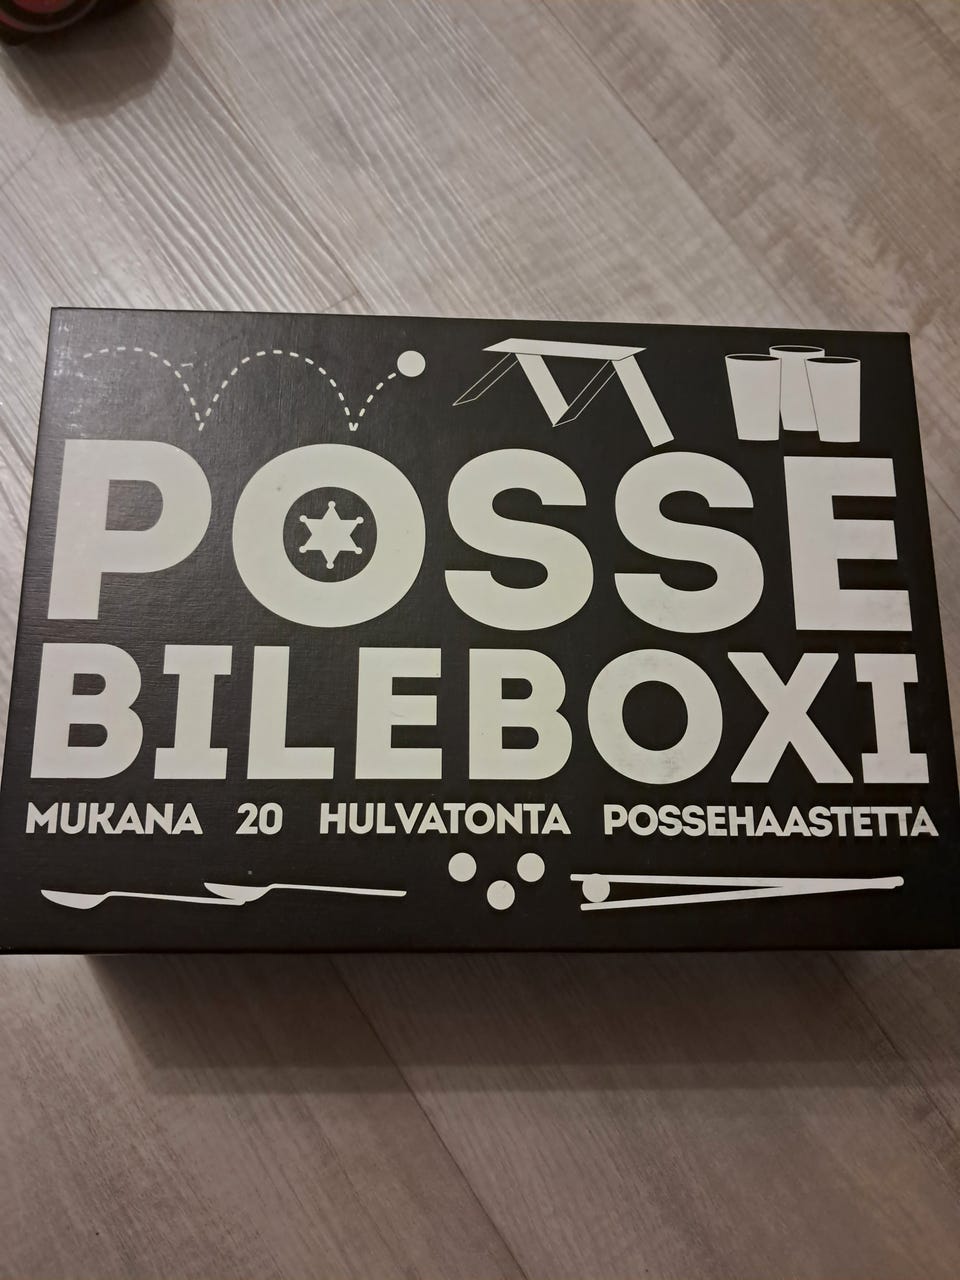 POSSE
BILEBOXI
MUKANA 20 HULVATONTA POSSEHAASTETTA